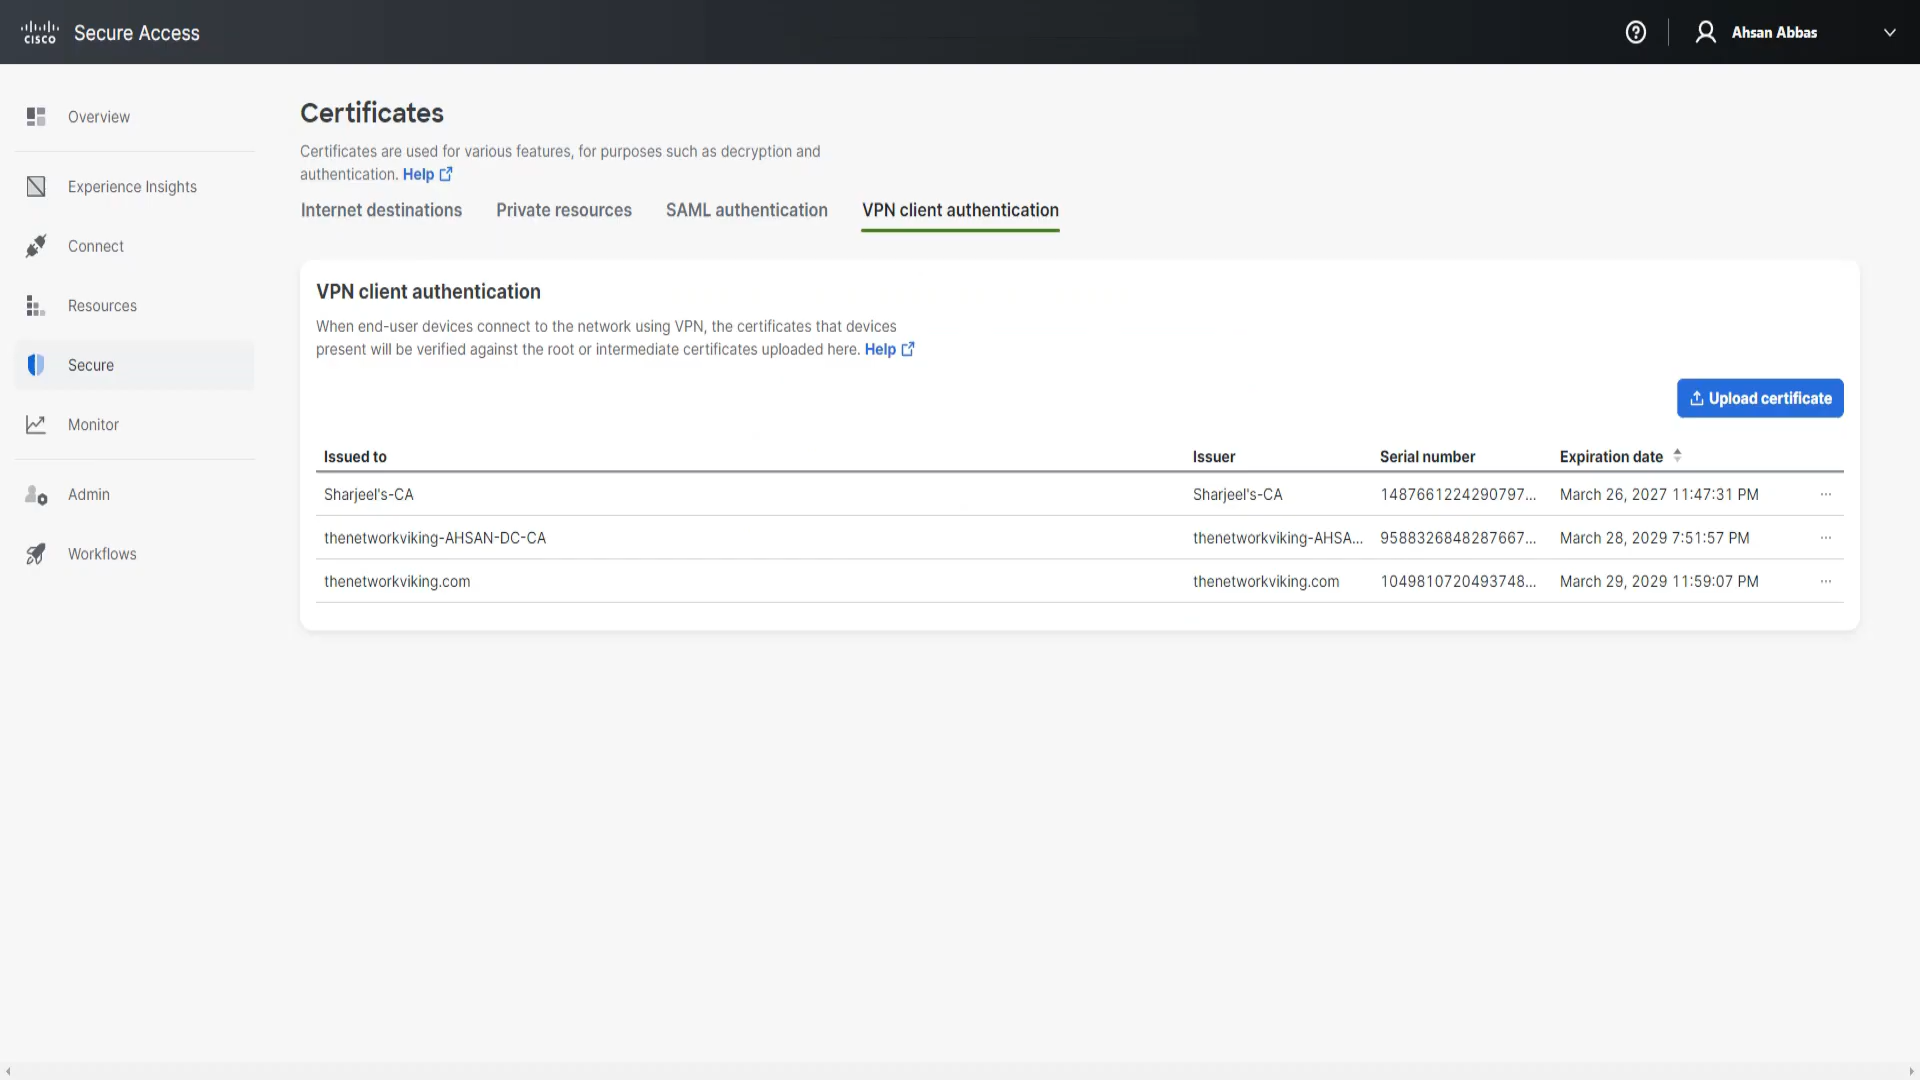 cisco Secure Access
Ahsan Abbas
Overview
Experience Insights
Connect
Resources
Secure
Monitor
Admin
Workflows
Certificates
Certificates are used for various features, for purposes such as decryption and
authentication. Help
Internet destinations Private resources SAML authentication VPN client authentication
VPN client authentication
When end-user devices connect to the network using VPN, the certificates that devices
present will be verified against the root or intermediate certificates uploaded here. Help
Upload certificate
Issued to Issuer Serial number Expiration date
Sharjeel's-CA Sharjeel's-CA 1487661224290797... March 26, 2027 11:47:31 PM ...
thenetworkviking-AHSAN-DC-CA thenetworkviking-AHSA... 9588326848287667... March 28, 2029 7:51:57 PM ...
thenetworkviking.com thenetworkviking.com 1049810720493748... March 29, 2029 11:59:07 PM ...